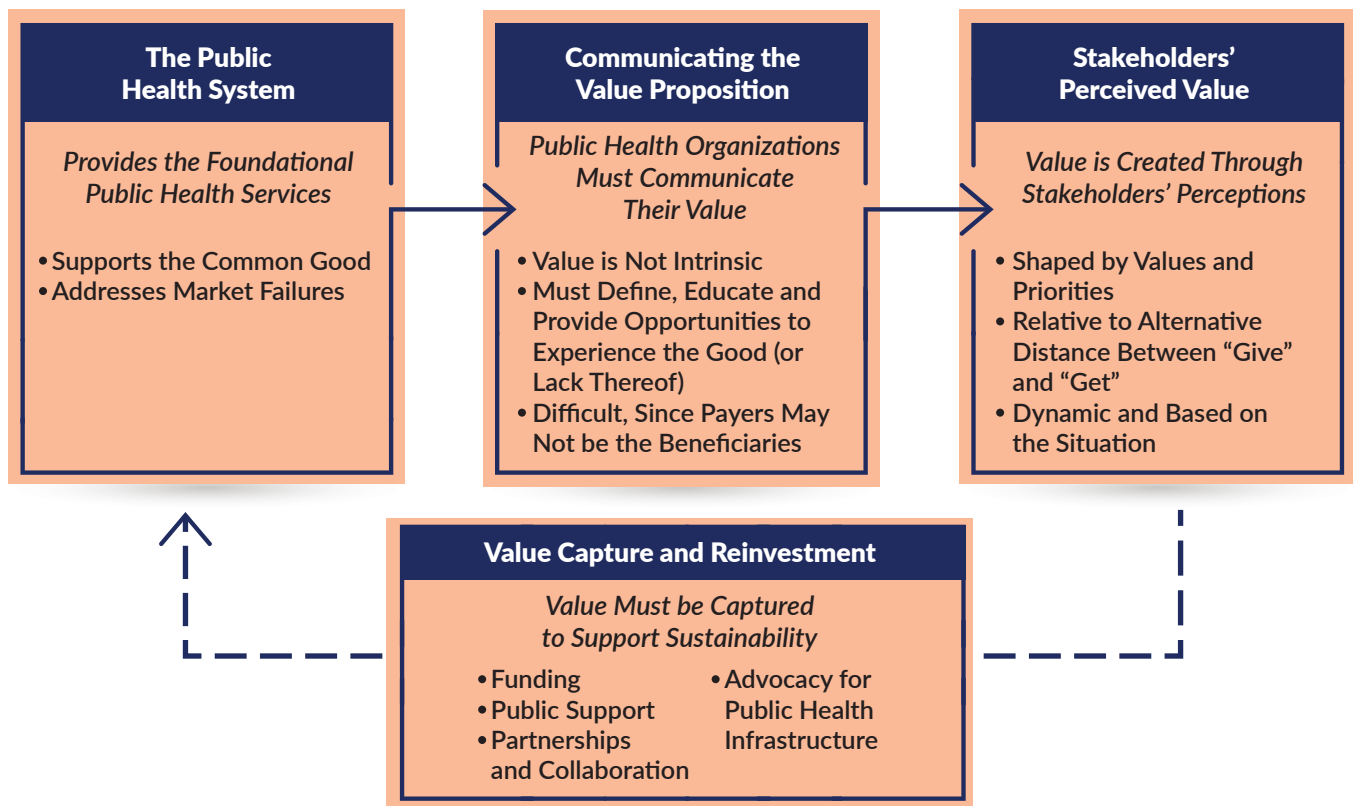 The Public
Health System
Provides the Foundational
Public Health Services
• Supports the Common Good
• Addresses Market Failures
Communicating the
Value Proposition
Public Health Organizations
Must Communicate
Their Value
• Value is Not Intrinsic
• Must Define, Educate and
Provide Opportunities to
Experience the Good (or
Lack Thereof)
• Difficult, Since Payers May
Not be the Beneficiaries
Stakeholders’
Perceived Value
Value is Created Through
Stakeholders’ Perceptions
• Shaped by Values and
Priorities
• Relative to Alternative
Distance Between “Give”
and “Get”
• Dynamic and Based on
the Situation
Value Capture and Reinvestment
Value Must be Captured
to Support Sustainability
• Funding
• Public Support
• Partnerships
and Collaboration
• Advocacy for
Public Health
Infrastructure